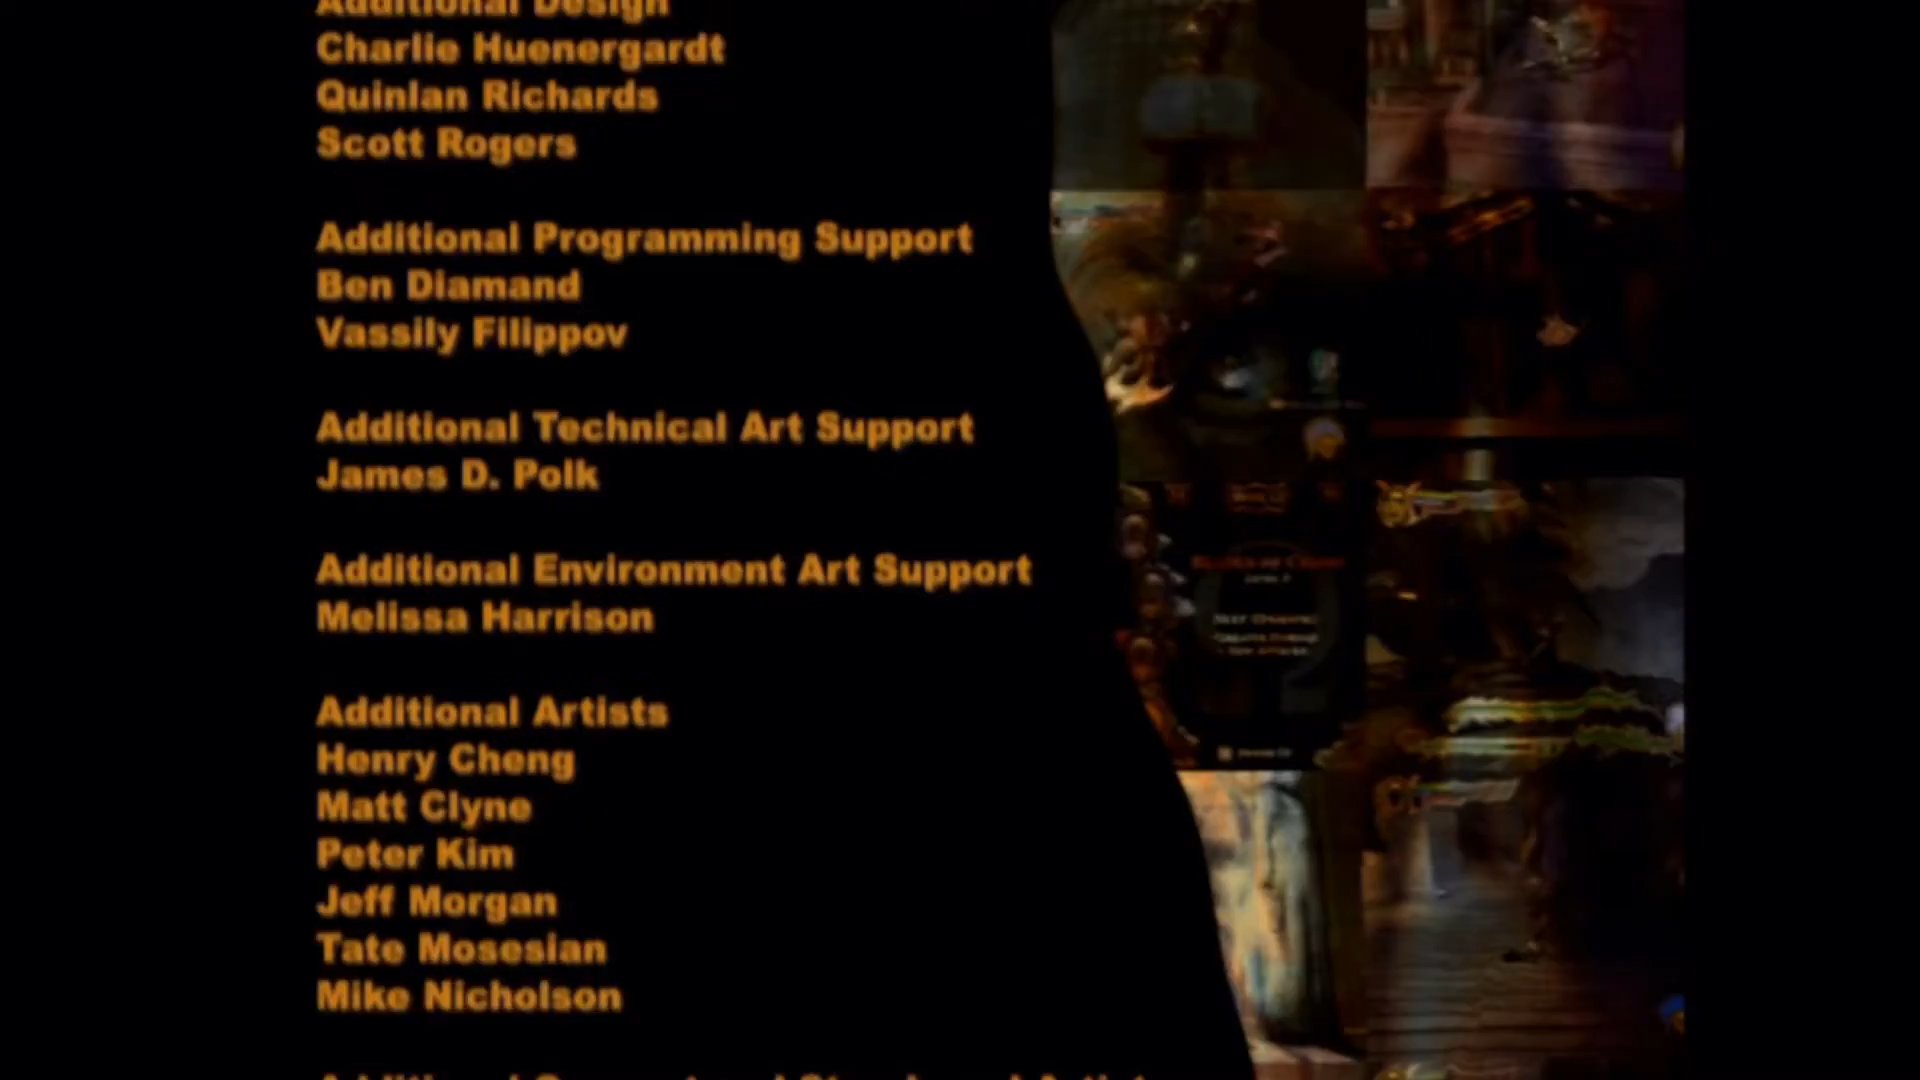 Additional Design
Charlie Huenergardt
Quinlan Richards
Scott Rogers
Additional Programming Support
Ben Diamand
Vassily Filippov
Additional Technical Art Support
James D. Polk
Additional Environment Art Support
Melissa Harrison
Additional Artists
Henry Cheng
Matt Clyne
Peter Kim
Jeff Morgan
Tate Mosesian
Mike Nicholson